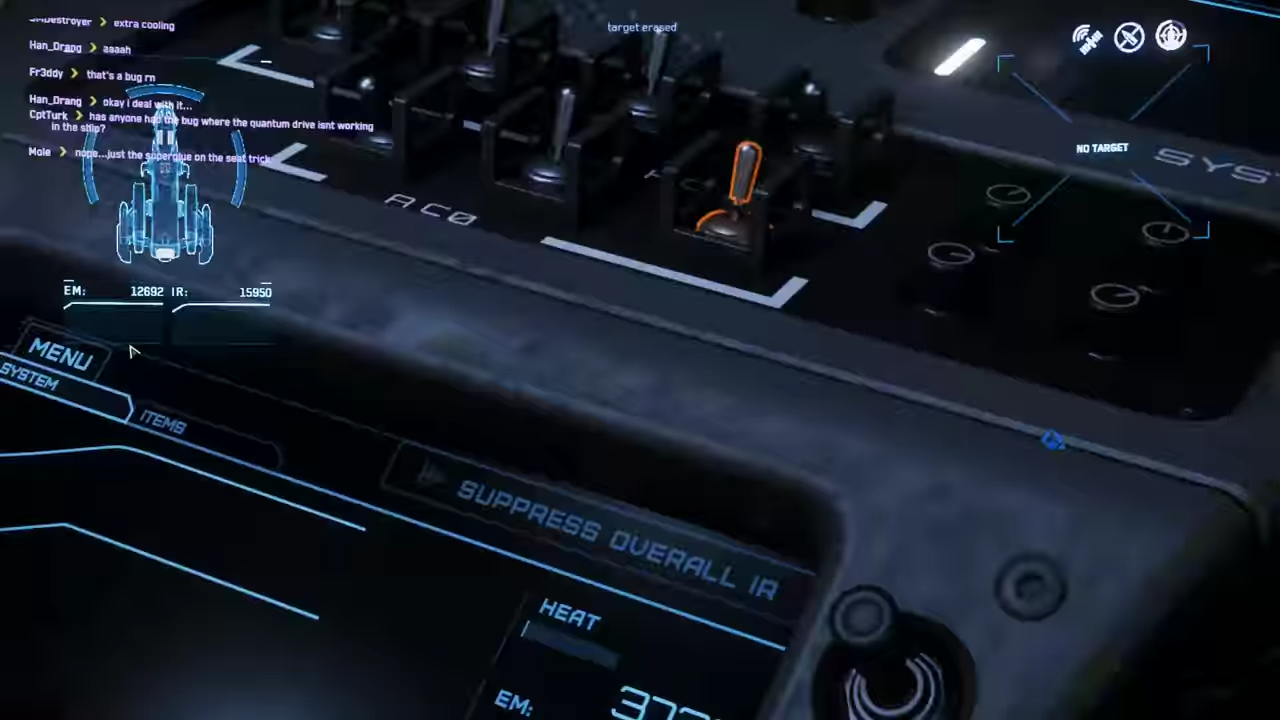 target erased
extra cooling
Han_Drang > aaaah
Fr3ddy > that's a bug rn
Han_Drang > okay i deal with it...
CptTurk > has anyone had the bug where the quantum drive isnt working
in the ship?
Mole > nope...just the superglue on the seat trick
NO TARGET
SYS
AC0
EM: 12692 IR: 15950
MENU
SYSTEM
ITEMS
SUPPRESS OVERALL IR
HEAT
EM: